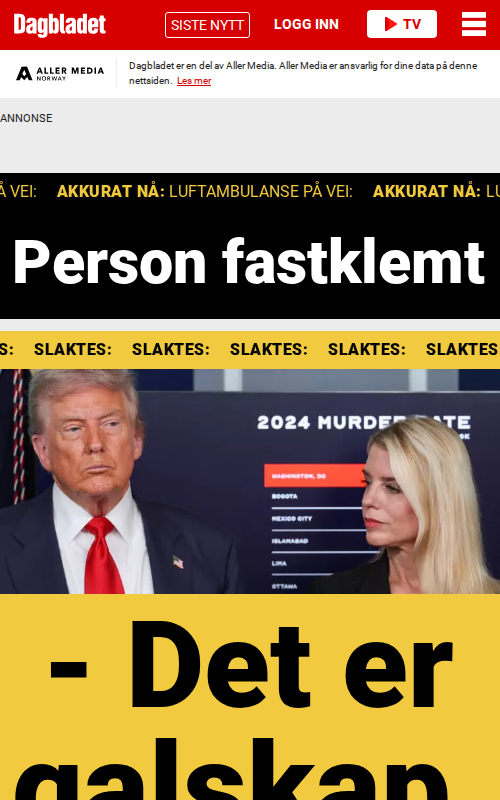 Dagbladet
SISTE NYTT
LOGG INN
TV
ALLER MEDIA
NORWAY
Dagbladet er en del av Aller Media. Aller Media er ansvarlig for dine data på denne
nettsiden. Les mer
ANNONSE
Å VEI: AKKURAT NÅ: LUFTAMBULANSE PÅ VEI: AKKURAT NÅ: LU
Person fastklemt
S: SLAKTES: SLAKTES: SLAKTES: SLAKTES: SLAKTES
2024 MURDER RATE
OK
WASHINGTON, DC
BOGOTA
MEXICO CITY
ISLAMABAD
LIMA
OTTAWA
- Det er
galskap